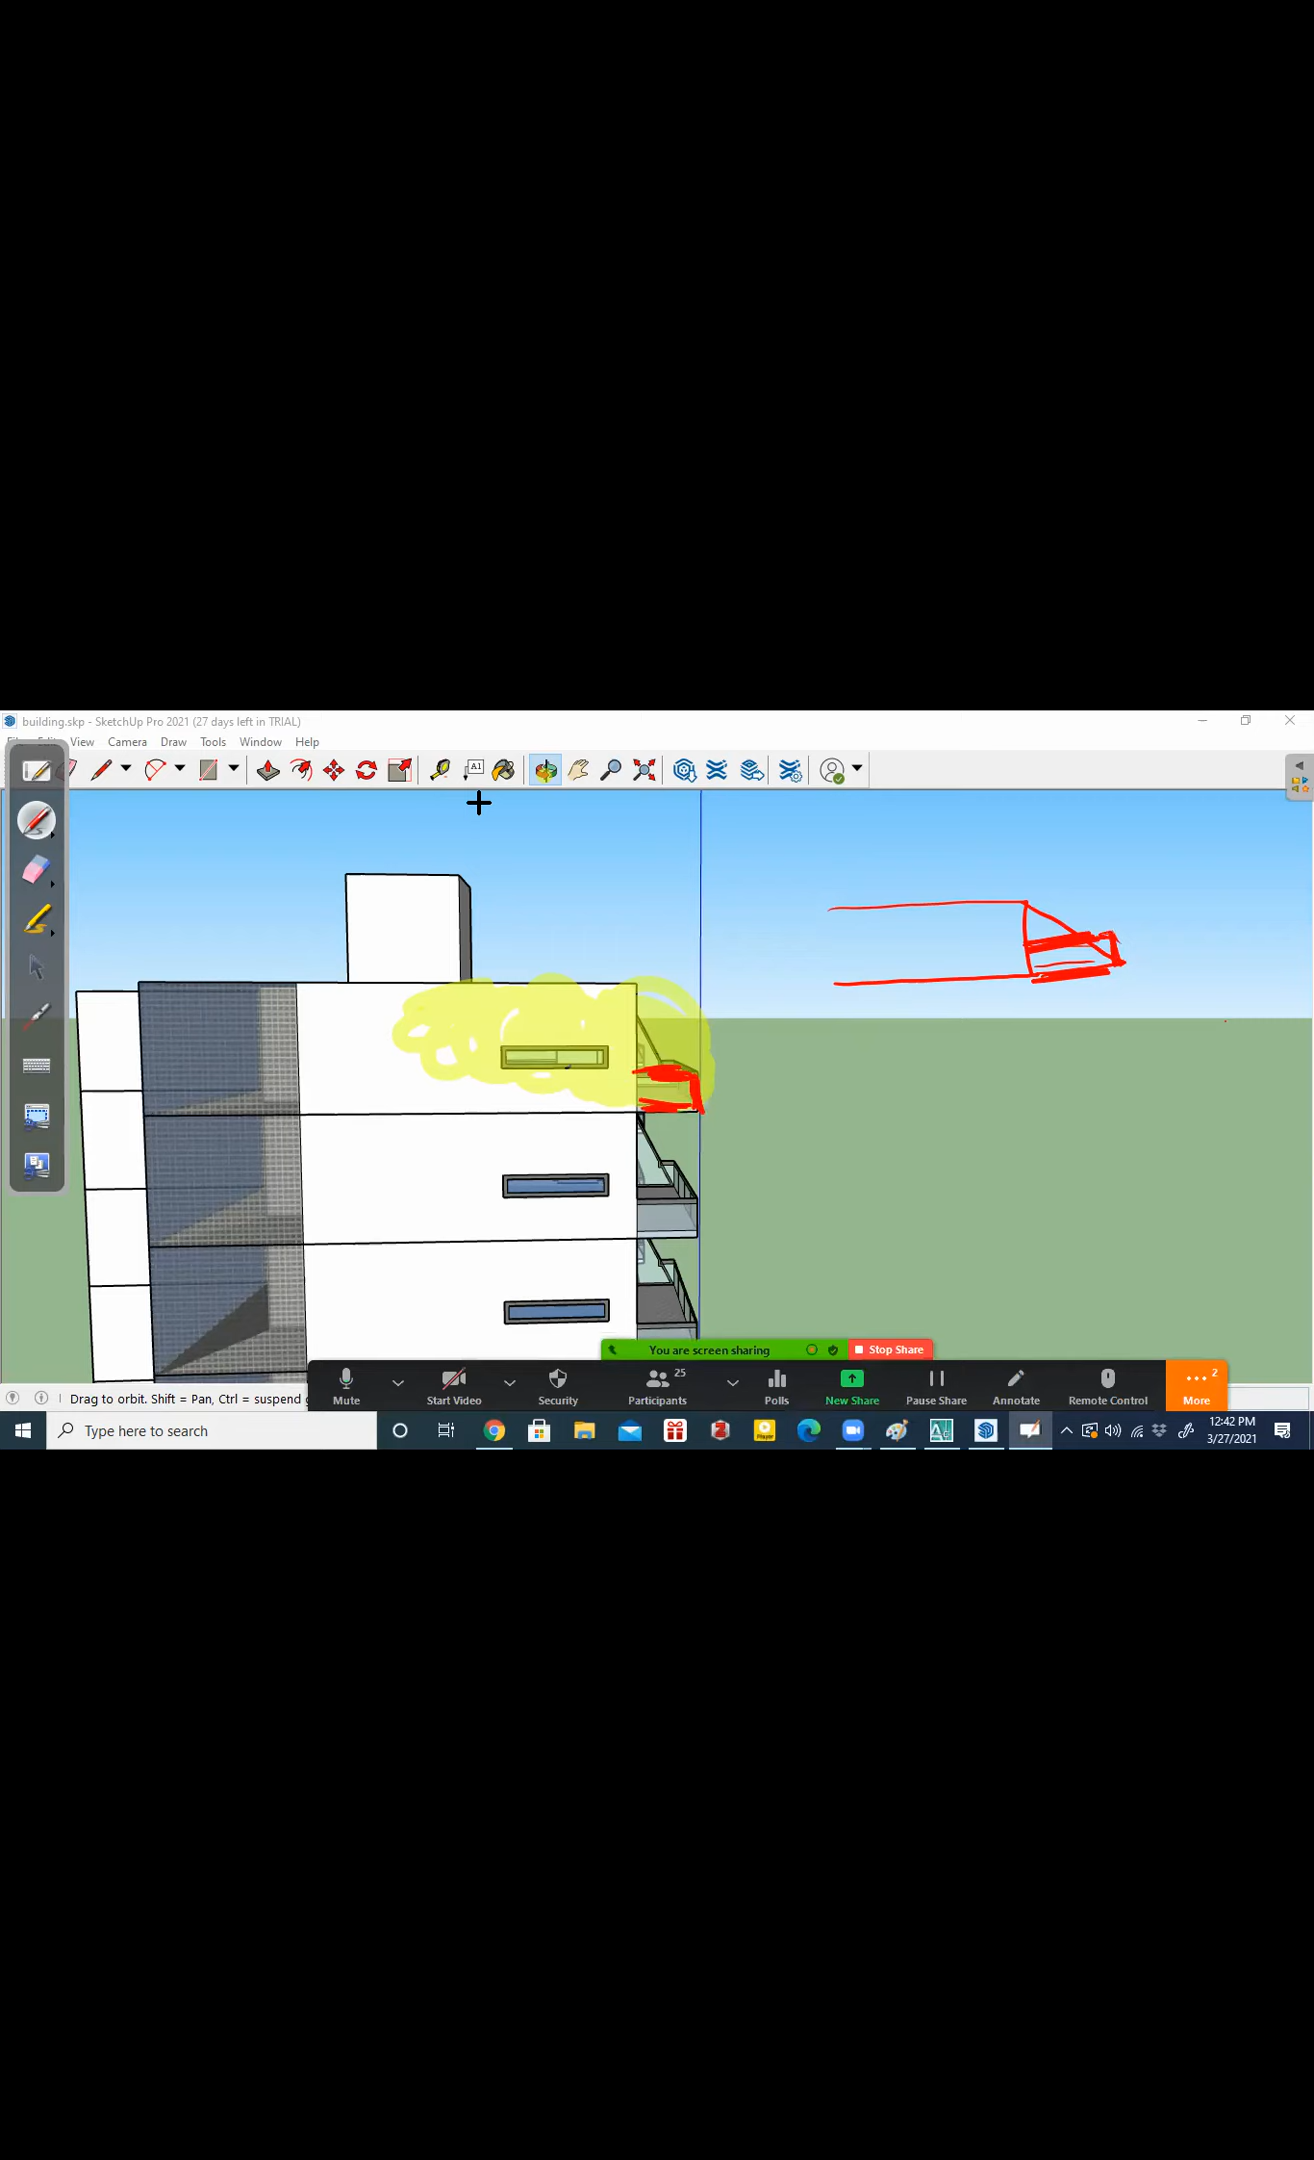 building.skp - SketchUp Pro 2021 (27 days left in TRIAL)
View Camera Draw Tools Window Help
A1
You are screen sharing Stop Share
25
2
Mute Start Video Security Participants Polls New Share Pause Share Annotate Remote Control More
Drag to orbit. Shift = Pan, Ctrl = suspend
Type here to search
Player
12:42 PM
3/27/2021